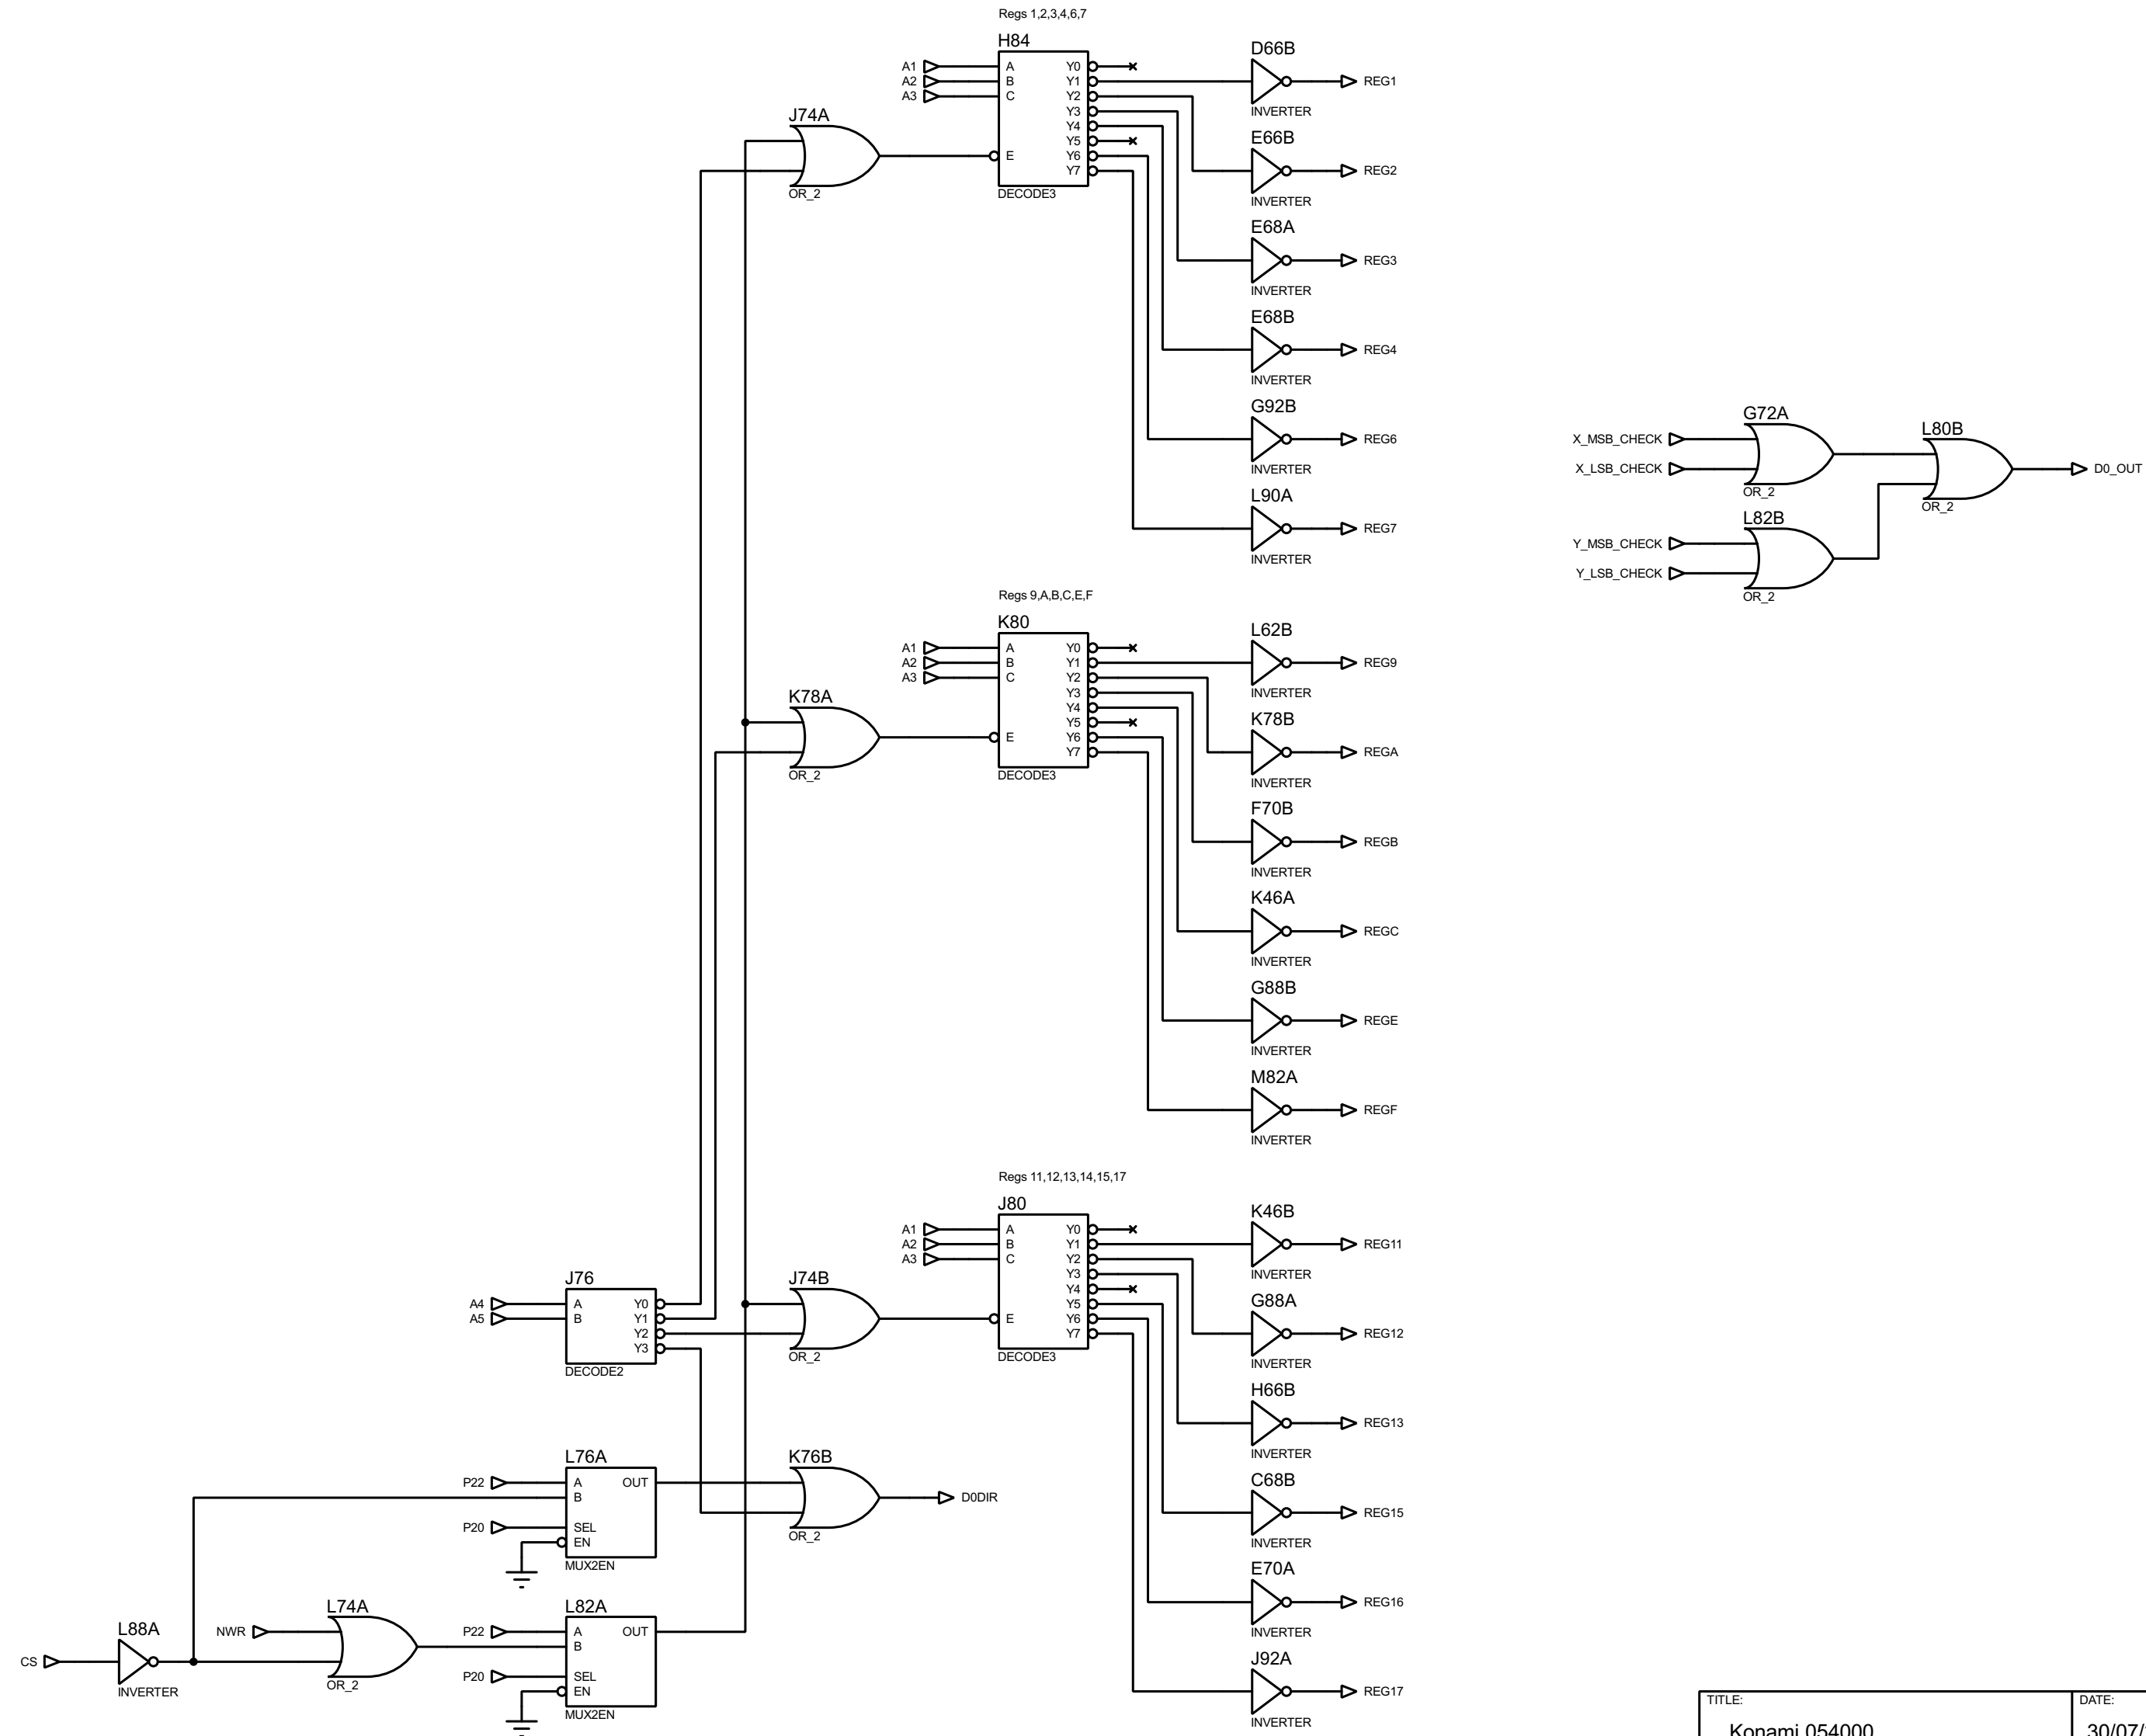 Regs 1,2,3,4,6,7
H84
A1
A2
A3
A
B
C
E
Y0
Y1
Y2
Y3
Y4
Y5
Y6
Y7
DECODE3
J74A
OR_2
D66B
INVERTER
REG1
E66B
INVERTER
REG2
E68A
INVERTER
REG3
E68B
INVERTER
REG4
G92B
INVERTER
REG6
L90A
INVERTER
REG7
X_MSB_CHECK
X_LSB_CHECK
G72A
OR_2
Y_MSB_CHECK
Y_LSB_CHECK
L82B
OR_2
L80B
OR_2
D0_OUT
Regs 9,A,B,C,E,F
K80
A1
A2
A3
A
B
C
E
Y0
Y1
Y2
Y3
Y4
Y5
Y6
Y7
DECODE3
K78A
OR_2
L62B
INVERTER
REG9
K78B
INVERTER
REGA
F70B
INVERTER
REGB
K46A
INVERTER
REGC
G88B
INVERTER
REGE
M82A
INVERTER
REGF
Regs 11,12,13,14,15,17
J80
A1
A2
A3
A
B
C
E
Y0
Y1
Y2
Y3
Y4
Y5
Y6
Y7
DECODE3
J74B
OR_2
K46B
INVERTER
REG11
G88A
INVERTER
REG12
H66B
INVERTER
REG13
C68B
INVERTER
REG15
E70A
INVERTER
REG16
J92A
INVERTER
REG17
J76
A4
A5
A
B
Y0
Y1
Y2
Y3
DECODE2
L76A
P22
P20
A
B
SEL
EN
OUT
MUX2EN
K76B
OR_2
D0DIR
L82A
P22
P20
A
B
SEL
EN
OUT
MUX2EN
L74A
NWR
OR_2
L88A
CS
INVERTER
TITLE:
Konami 054000
DATE:
30/07/